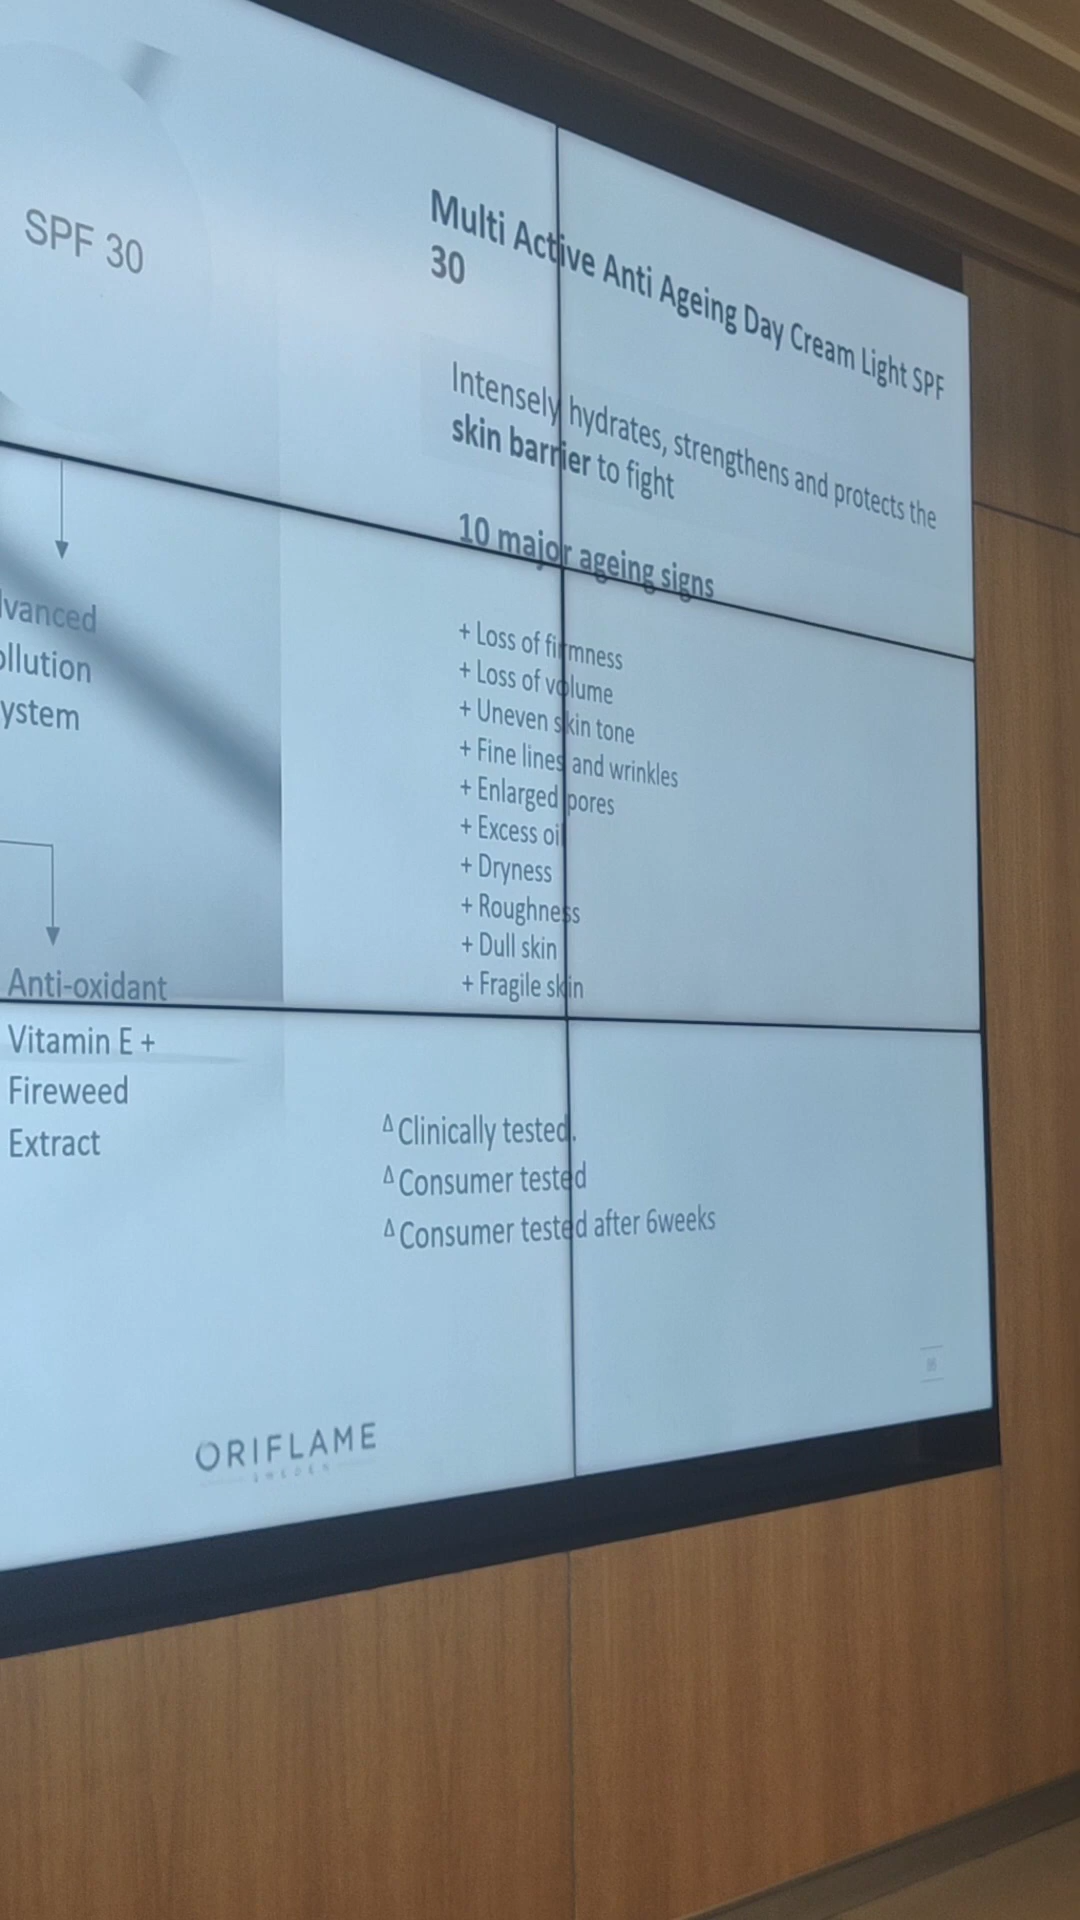 SPF 30
Multi Active Anti Ageing Day Cream Light SPF
30
Intensely hydrates, strengthens and protects the
skin barrier to fight
10 major ageing signs
+ Loss of firmness
+ Loss of volume
+ Uneven skin tone
+ Fine lines and wrinkles
+ Enlarged pores
+ Excess oil
+ Dryness
+ Roughness
+ Dull skin
+ Fragile skin
dvanced
ollution
ystem
Anti-oxidant
Vitamin E +
Fireweed
Extract
Δ Clinically tested.
Δ Consumer tested
Δ Consumer tested after 6weeks
ORIFLAME
SWEDEN